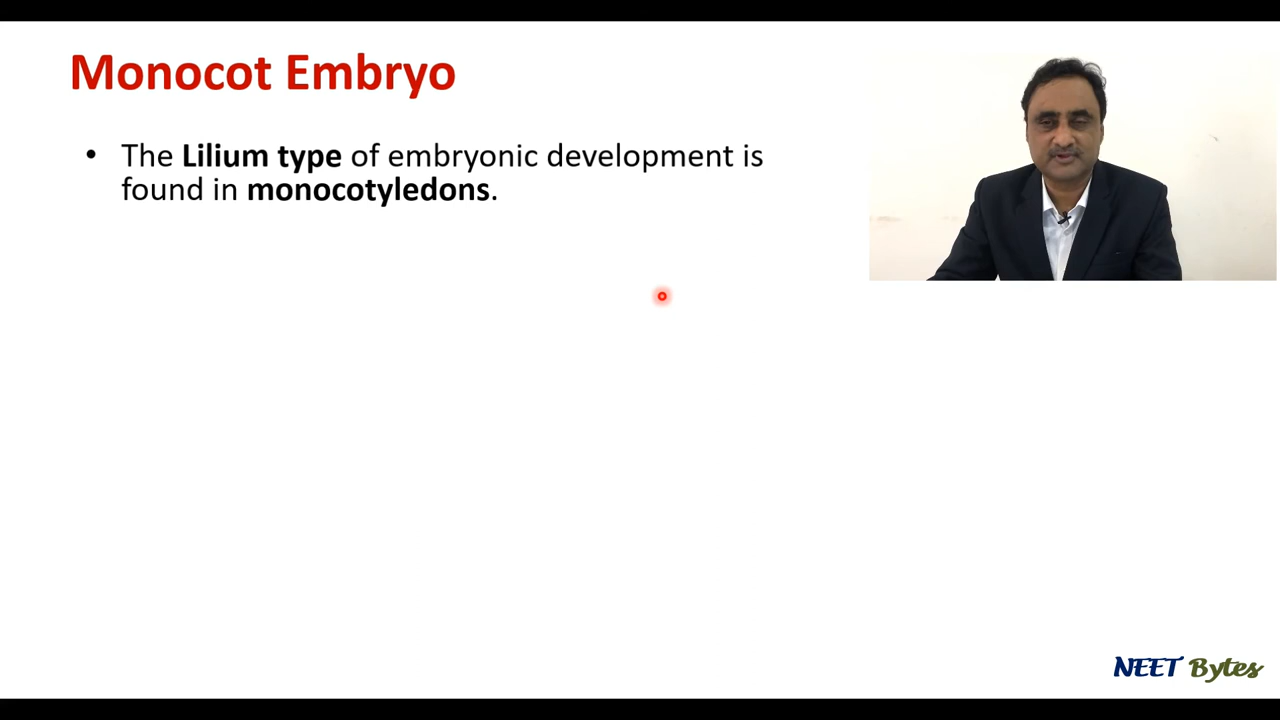 Monocot Embryo
• The Lilium type of embryonic development is
found in monocotyledons.
NEET Bytes